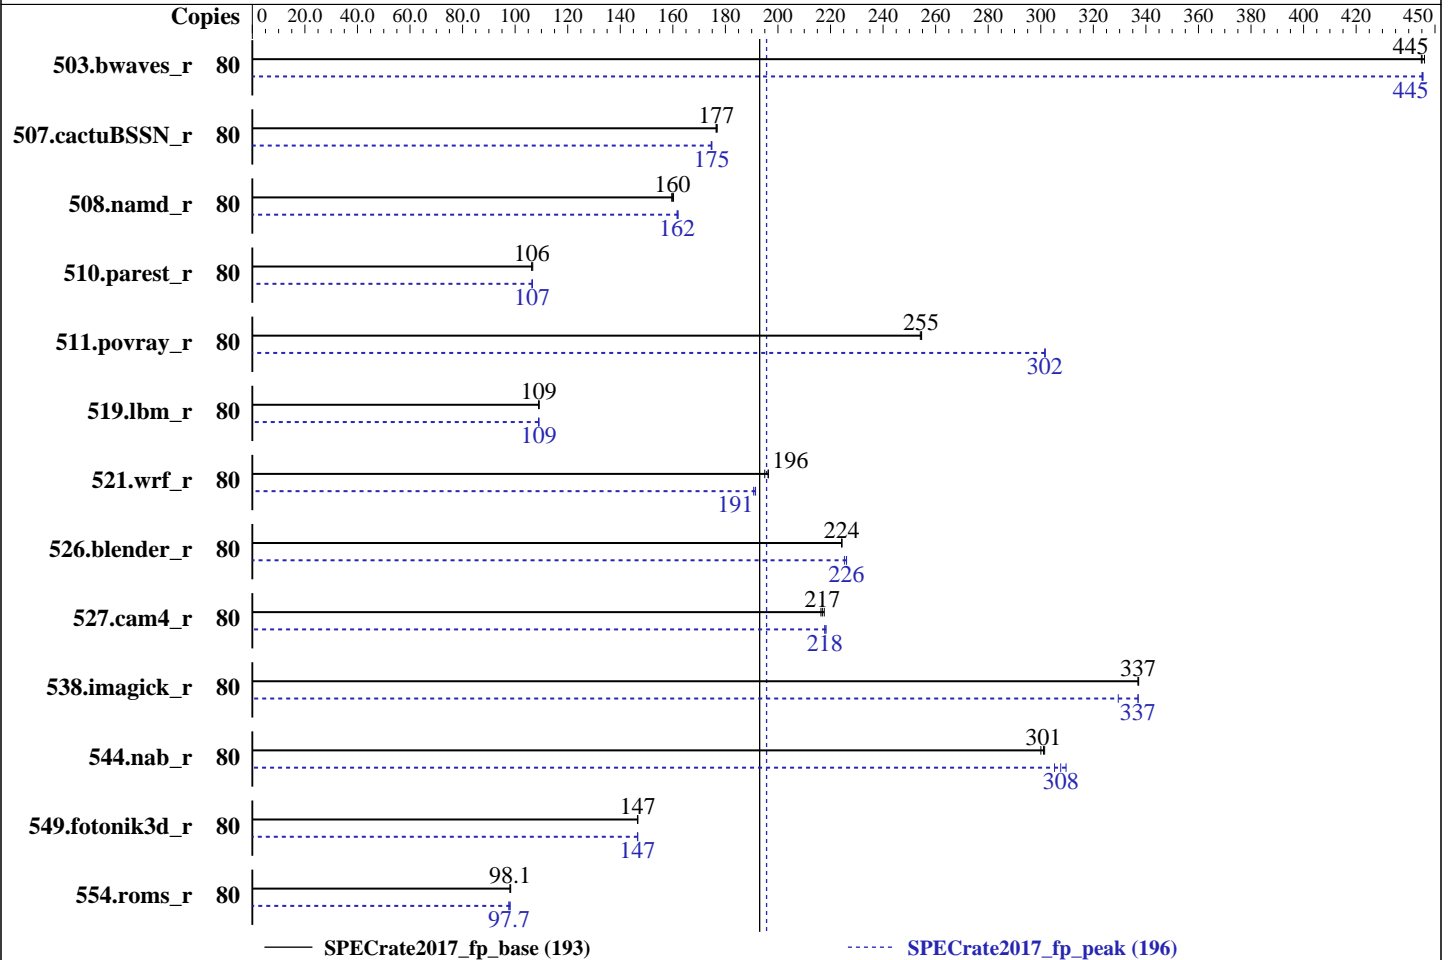 Copies 0 20.0 40.0 60.0 80.0 100 120 140 160 180 200 220 240 260 280 300 320 340 360 380 400 420 450
503.bwaves_r 80 445
445
507.cactuBSSN_r 80 177
175
508.namd_r 80 160
162
510.parest_r 80 106
107
511.povray_r 80 255
302
519.lbm_r 80 109
109
521.wrf_r 80 196
191
526.blender_r 80 224
226
527.cam4_r 80 217
218
538.imagick_r 80 337
337
544.nab_r 80 301
308
549.fotonik3d_r 80 147
147
554.roms_r 80 98.1
97.7
SPECrate2017_fp_base (193) SPECrate2017_fp_peak (196)